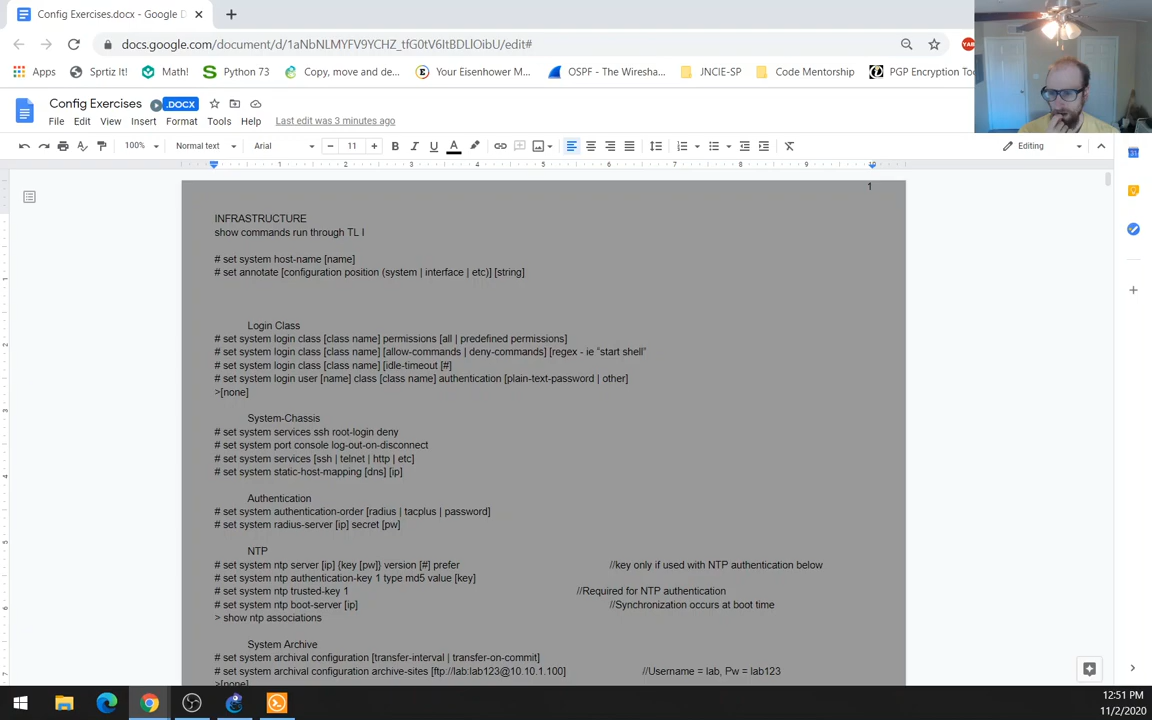 Config Exercises.docx - Google D
docs.google.com/document/d/1aNbNLMYFV9YCHZ_tfG0tV6ItBDLlOibU/edit#
Apps
Sprtiz It!
Math!
Python 73
Copy, move and de...
Your Eisenhower M...
OSPF - The Wiresha...
JNCIE-SP
Code Mentorship
PGP Encryption Too
Config Exercises
.DOCX
File Edit View Insert Format Tools Help
Last edit was 3 minutes ago
100% Normal text Arial 11
Editing
1
INFRASTRUCTURE
show commands run through TL I
# set system host-name [name]
# set annotate [configuration position (system | interface | etc)] [string]
Login Class
# set system login class [class name] permissions [all | predefined permissions]
# set system login class [class name] [allow-commands | deny-commands] [regex - ie “start shell”
# set system login class [class name] [idle-timeout [#]
# set system login user [name] class [class name] authentication [plain-text-password | other]
>[none]
System-Chassis
# set system services ssh root-login deny
# set system port console log-out-on-disconnect
# set system services [ssh | telnet | http | etc]
# set system static-host-mapping [dns] [ip]
Authentication
# set system authentication-order [radius | tacplus | password]
# set system radius-server [ip] secret [pw]
NTP
# set system ntp server [ip] {key [pw]} version [#] prefer //key only if used with NTP authentication below
# set system ntp authentication-key 1 type md5 value [key]
# set system ntp trusted-key 1 //Required for NTP authentication
# set system ntp boot-server [ip] //Synchronization occurs at boot time
> show ntp associations
System Archive
# set system archival configuration [transfer-interval | transfer-on-commit]
# set system archival configuration archive-sites [ftp://lab:lab123@10.10.1.100] //Username = lab, Pw = lab123
>[none]
12:51 PM
11/2/2020